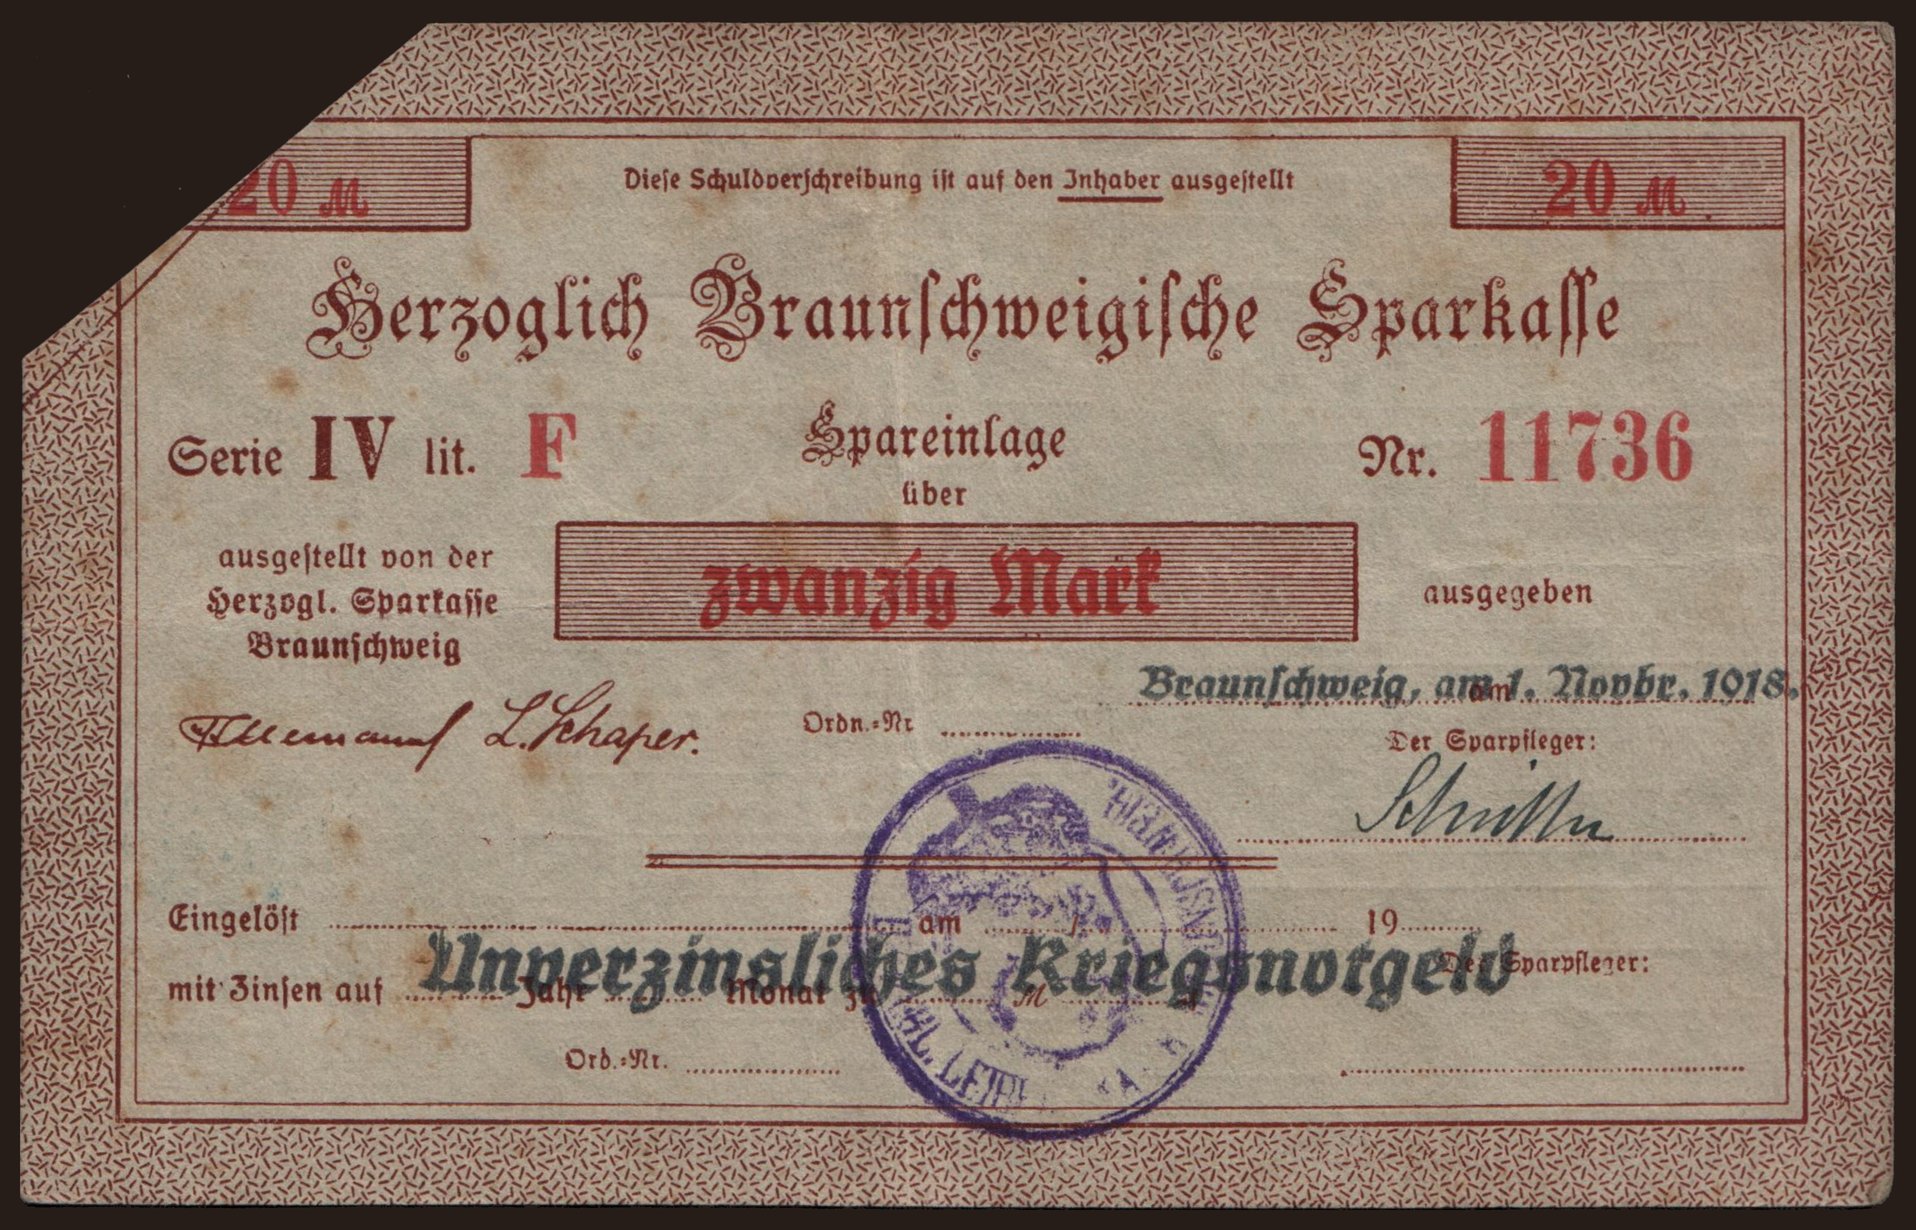 20 M
Diese Schuldverschreibung ist auf den Inhaber ausgestellt
20 M
Herzoglich Braunschweigische Sparkasse
Serie IV lit. F
Spareinlage
Nr. 11736
über
ausgestellt von der
Herzogl. Sparkasse
Braunschweig
zwanzig Mark
ausgegeben
Braunschweig, am 1. Novbr. 1918.
am
L. Schaper.
Ordn.=Nr
Der Sparpfleger:
Eingelöst am 19
Unverzinsliches Kriegsnotgeld
mit Zinsen auf Jahr Monat zu M
Der Sparpfleger:
Ord.=Nr.